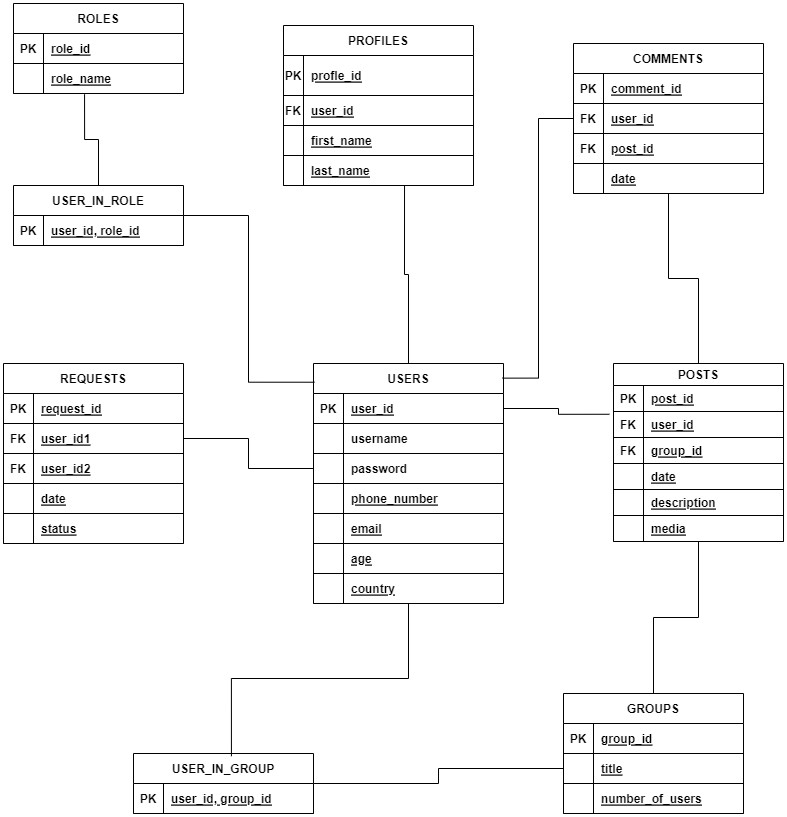 ROLES
PK role_id
role_name
PROFILES
PK profle_id
FK user_id
first_name
last_name
COMMENTS
PK comment_id
FK user_id
FK post_id
date
USER_IN_ROLE
PK user_id, role_id
REQUESTS
PK request_id
FK user_id1
FK user_id2
date
status
USERS
PK user_id
username
password
phone_number
email
age
country
POSTS
PK post_id
FK user_id
FK group_id
date
description
media
USER_IN_GROUP
PK user_id, group_id
GROUPS
PK group_id
title
number_of_users